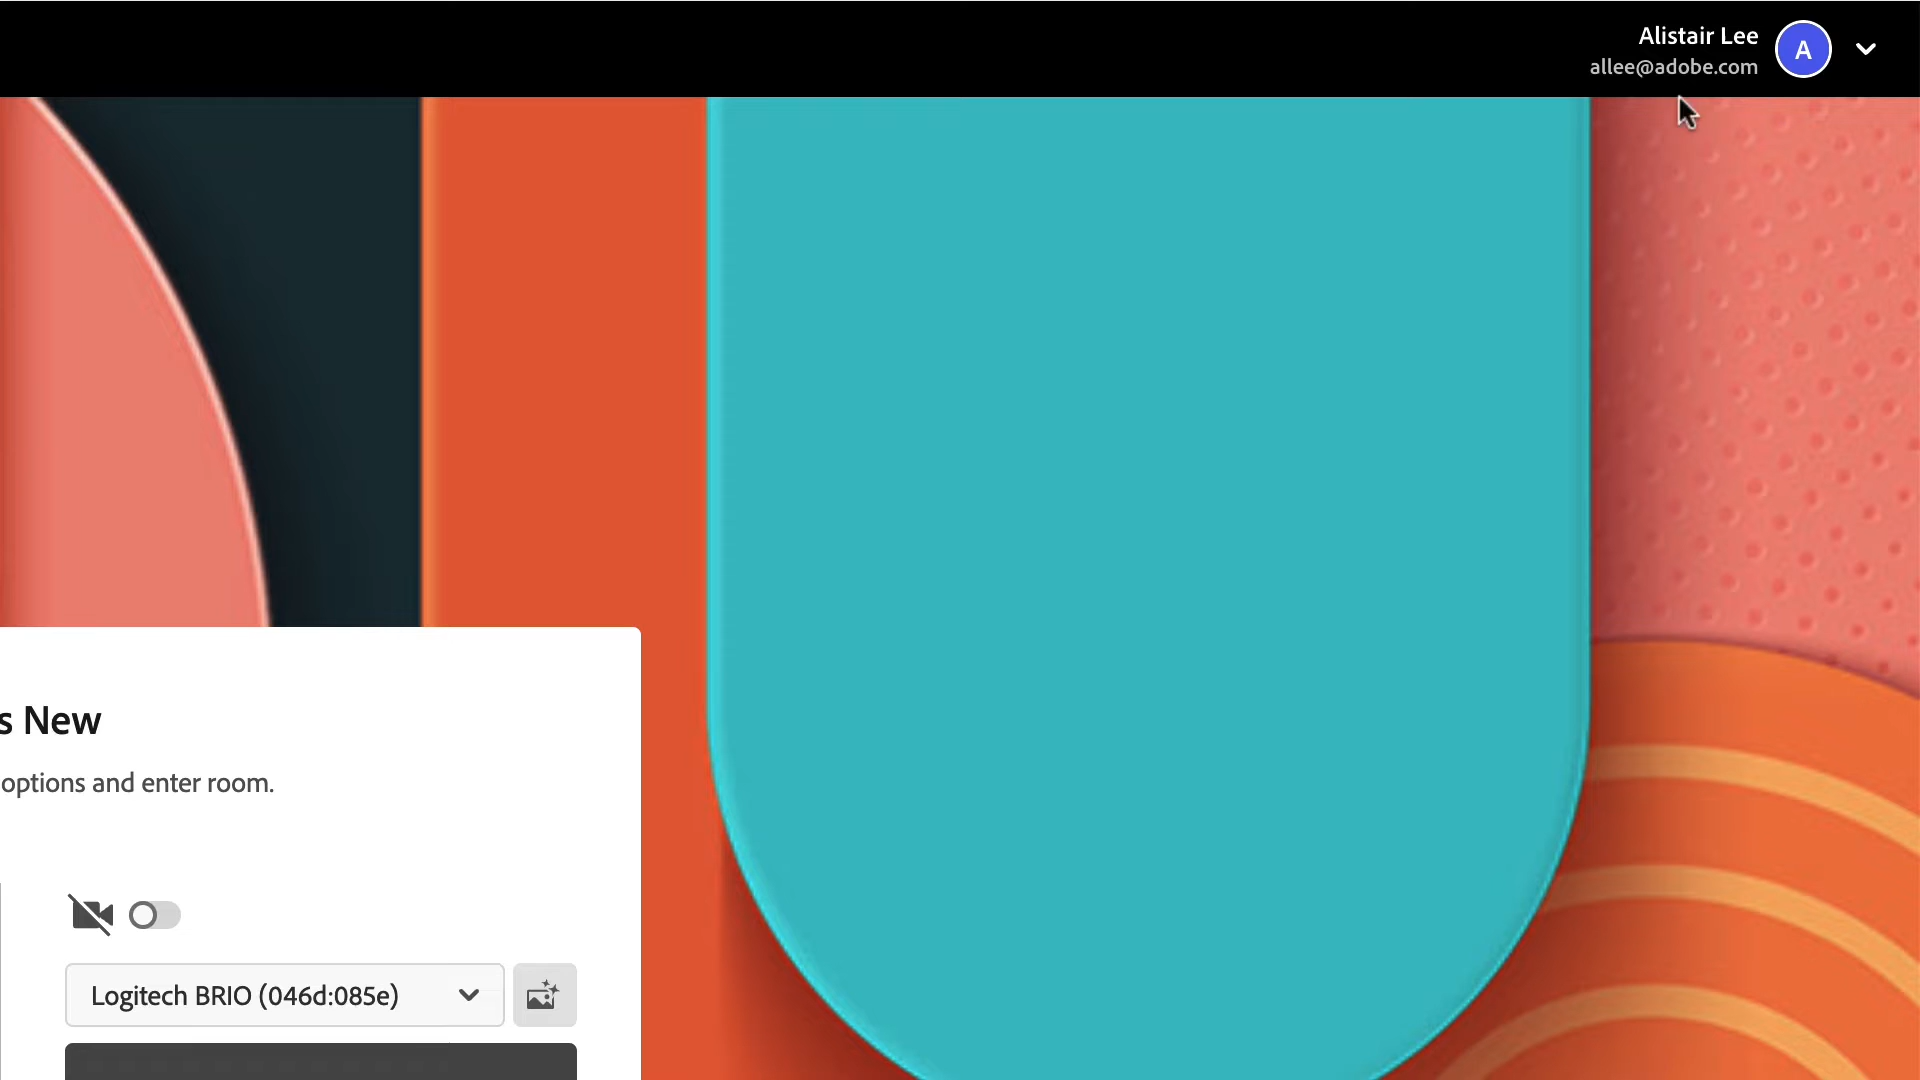 Alistair Lee
allee@adobe.com
A
s New
options and enter room.
Logitech BRIO (046d:085e)